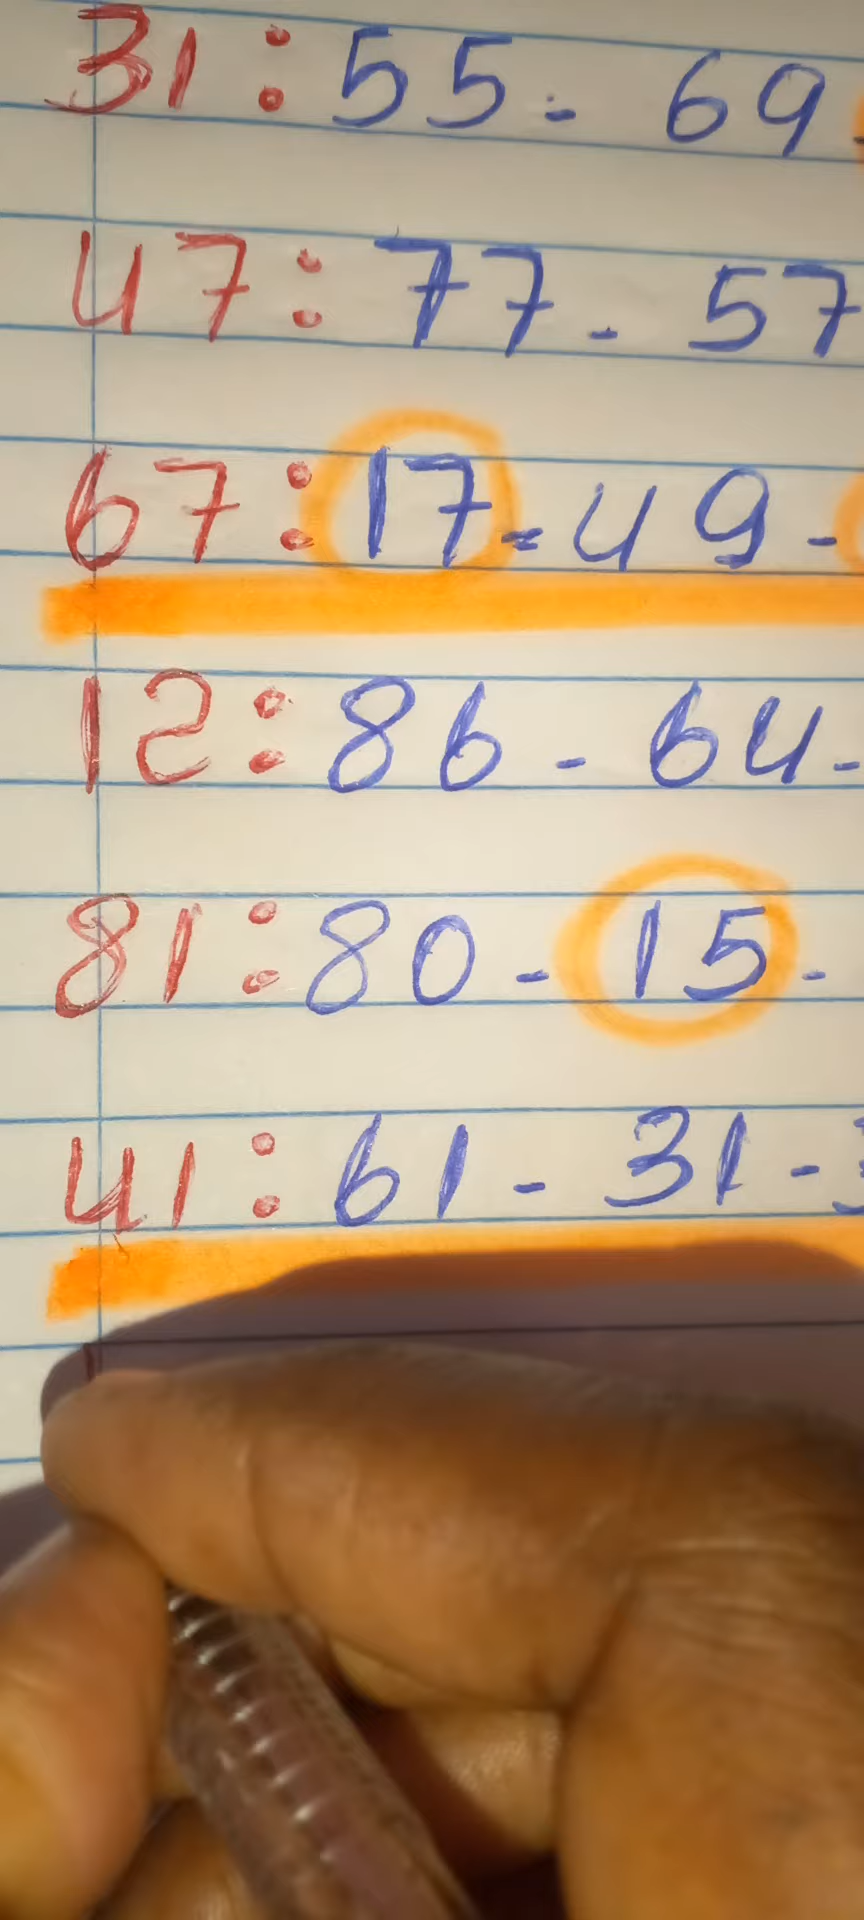 31: 55 - 69
47: 77 - 57
67: 17 - 49 -
12: 86 - 64 -
81: 80 - 15 -
41: 61 - 31 -